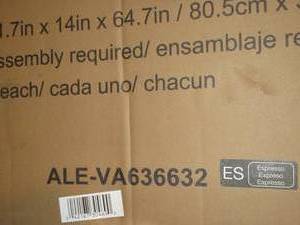 1.7in x 14in x 64.7in / 80.5cm x
ssembly required/ ensamblaje re
each/ cada uno/ chacun
ALE-VA636632
ES
Espresso
Expreso
Espresso